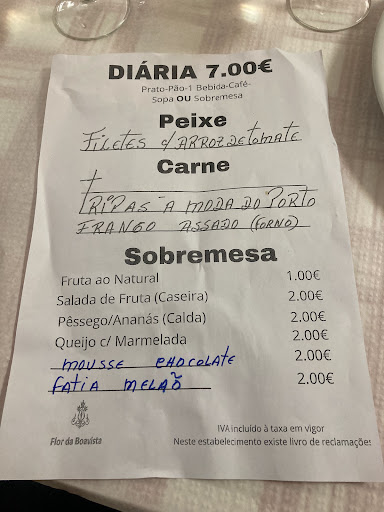 DIÁRIA 7.00€
Prato-Pão-1 Bebida-Café-
Sopa OU Sobremesa
Peixe
FILETES c/ ARROZ DE tomATE
Carne
TRIPAS A MODA DO PORTO
FRANGO ASSADO (FORNO)
Sobremesa
Fruta ao Natural 1.00€
Salada de Fruta (Caseira) 2.00€
Pêssego/Ananás (Calda) 2.00€
Queijo c/ Marmelada 2.00€
mousse CHOCOLATE 2.00€
FATIA MELAÕ 2.00€
Flor da Boavista
IVA incluido à taxa em vigor
Neste estabelecimento existe livro de reclamações